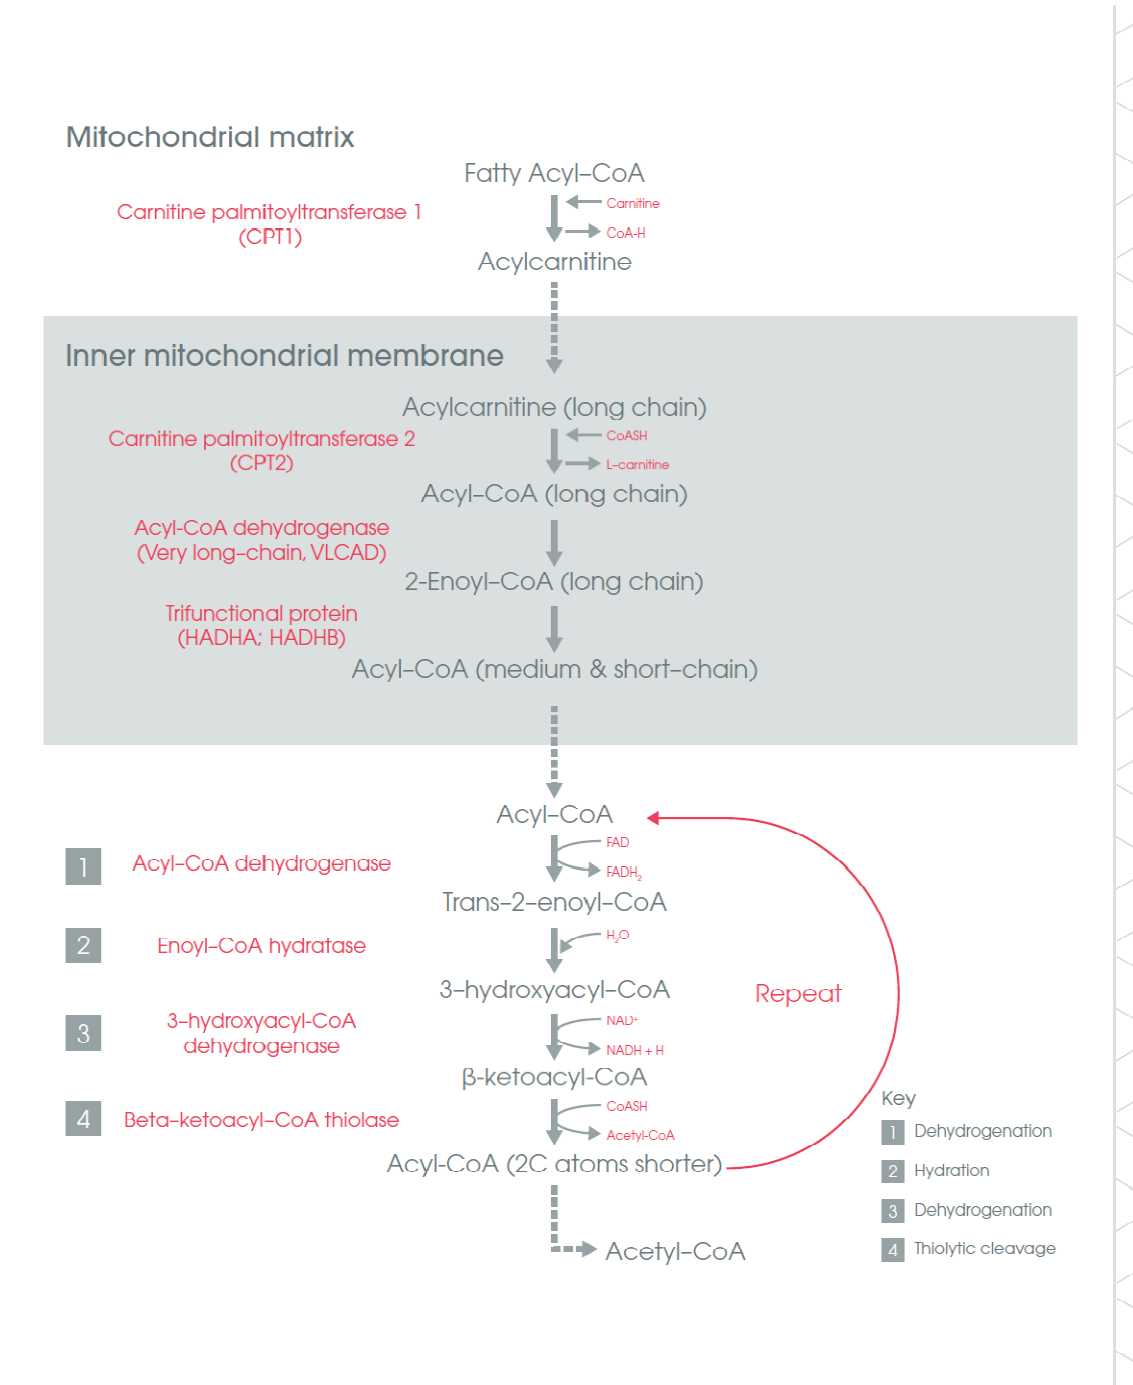 Mitochondrial matrix
Fatty Acyl–CoA
Carnitine
Carnitine palmitoyltransferase 1
(CPT1)
CoA-H
Acylcarnitine
Inner mitochondrial membrane
Acylcarnitine (long chain)
CoASH
Carnitine palmitoyltransferase 2
(CPT2)
L–carnitine
Acyl–CoA (long chain)
Acyl-CoA dehydrogenase
(Very long–chain, VLCAD)
2-Enoyl–CoA (long chain)
Trifunctional protein
(HADHA; HADHB)
Acyl–CoA (medium & short–chain)
Acyl–CoA
FAD
1 Acyl–CoA dehydrogenase
FADH2
Trans–2–enoyl–CoA
H2O
2 Enoyl–CoA hydratase
3–hydroxyacyl–CoA
Repeat
NAD+
3 3–hydroxyacyl-CoA
dehydrogenase
NADH + H
β-ketoacyl-CoA
CoASH
4 Beta–ketoacyl–CoA thiolase
Acetyl-CoA
Acyl-CoA (2C atoms shorter)
Acetyl–CoA
Key
1 Dehydrogenation
2 Hydration
3 Dehydrogenation
4 Thiolytic cleavage